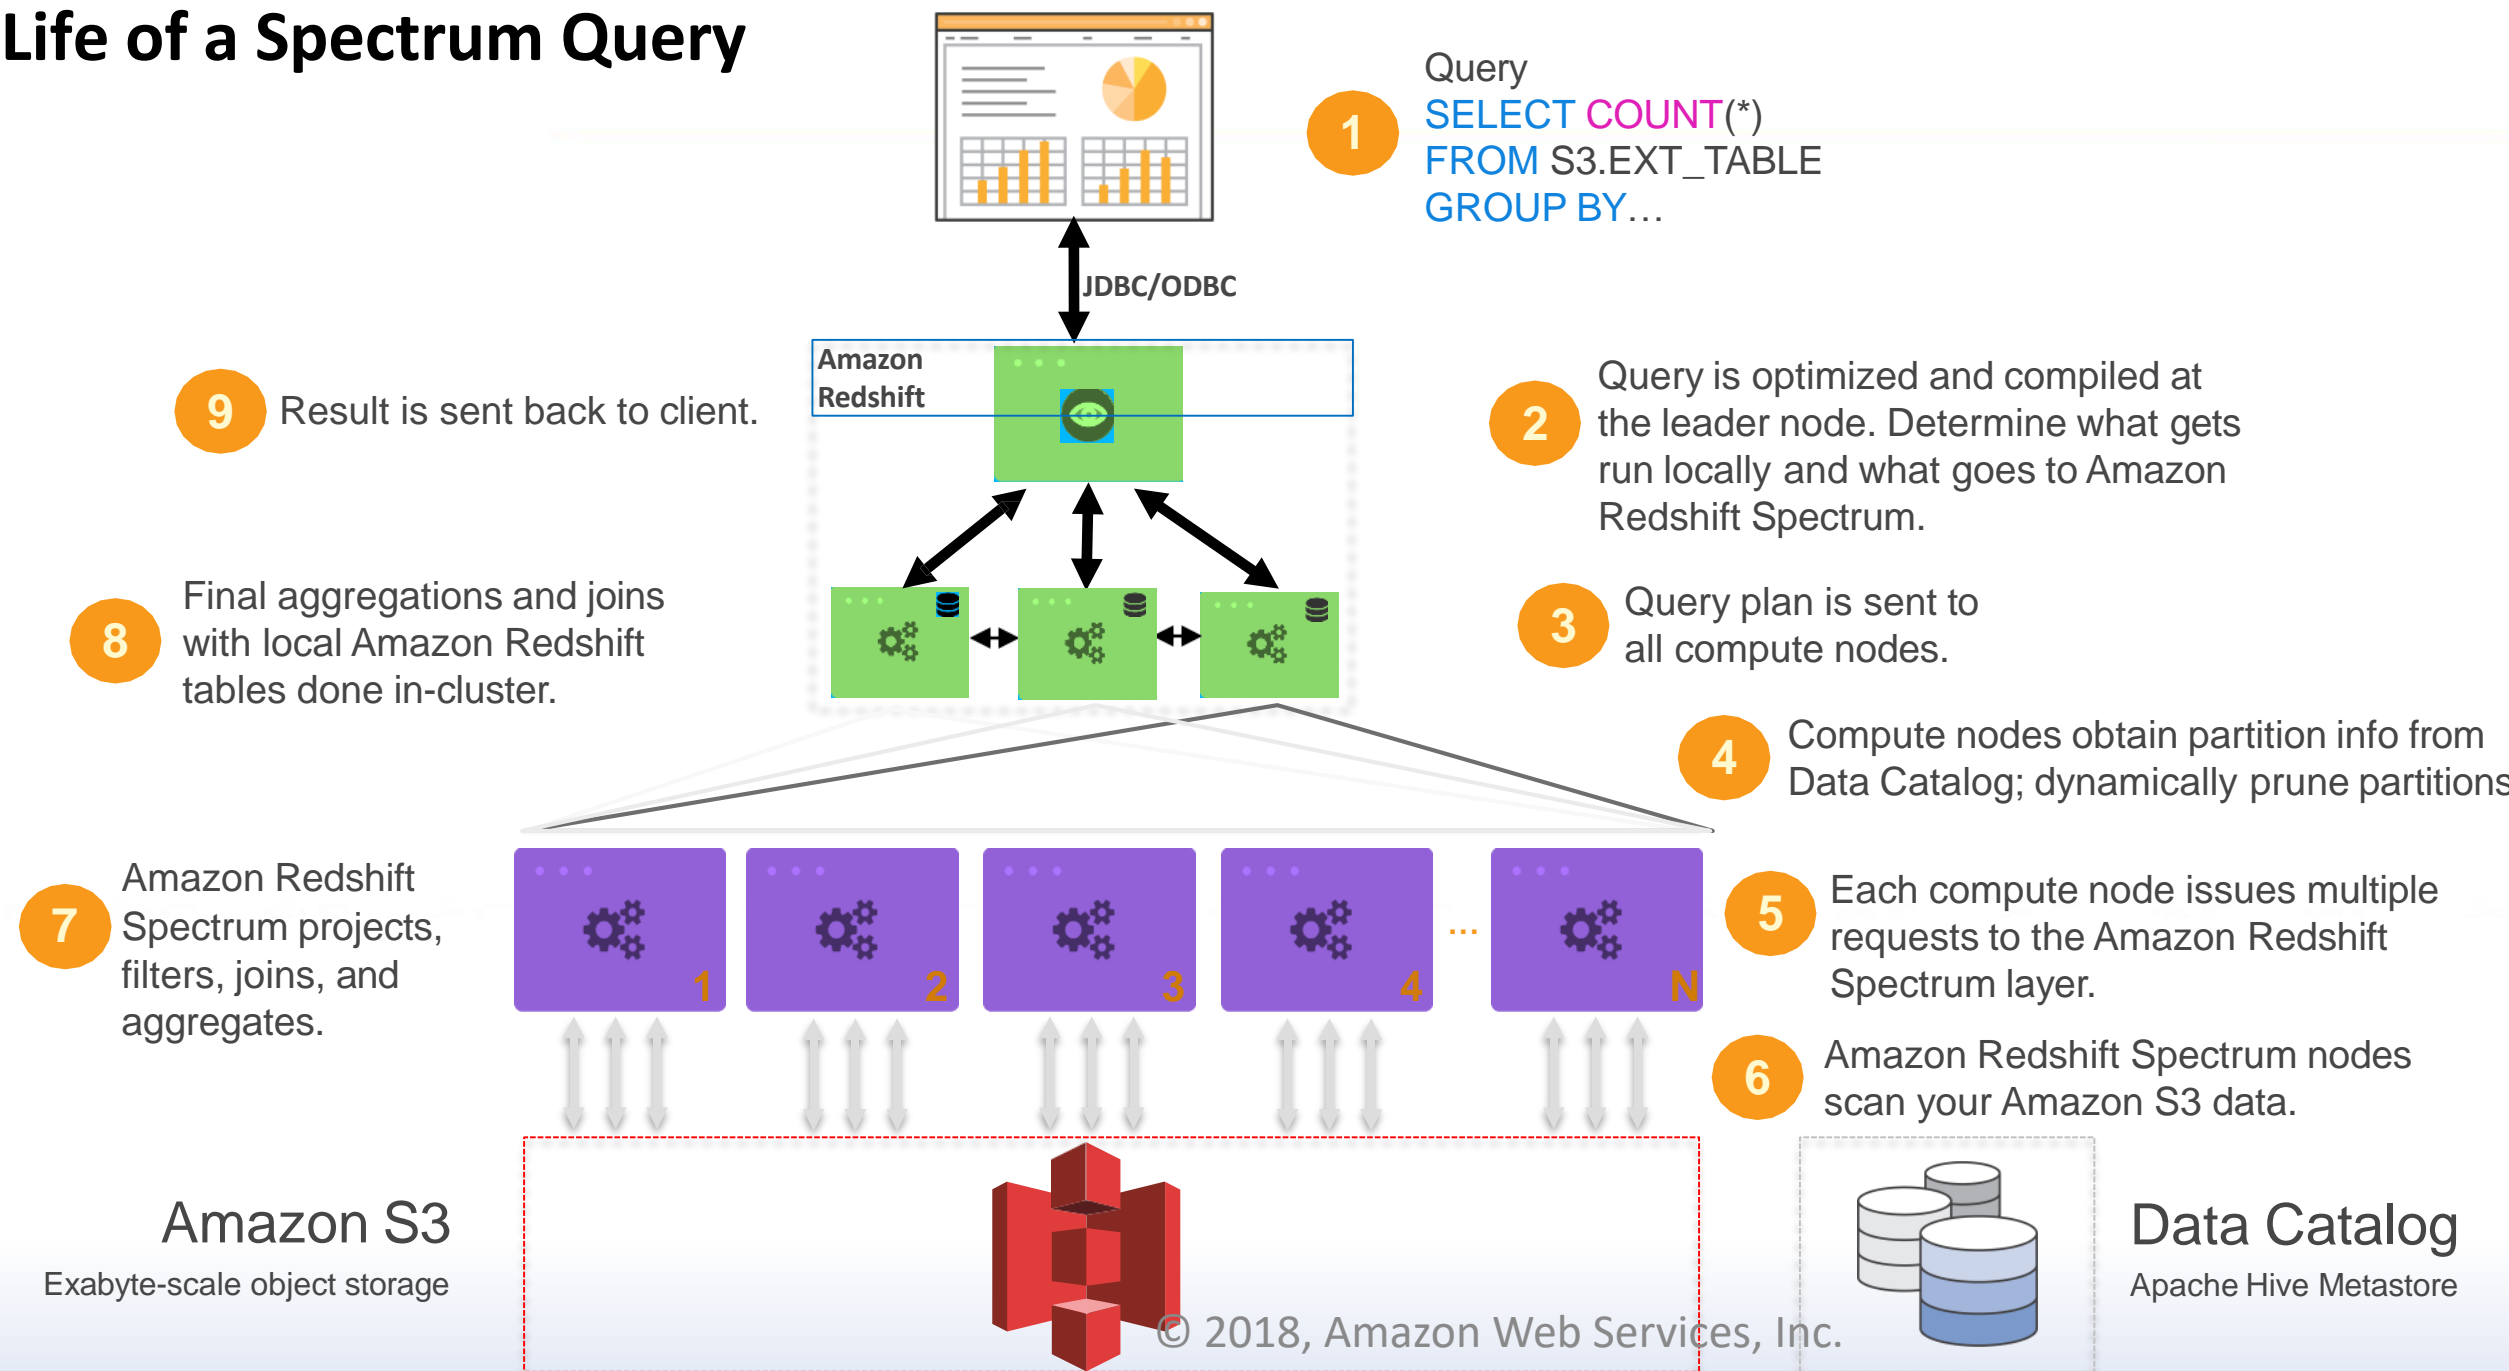 Life of a Spectrum Query
1
Query
SELECT COUNT(*)
FROM S3.EXT_TABLE
GROUP BY…
JDBC/ODBC
Amazon
Redshift
2
Query is optimized and compiled at
the leader node. Determine what gets
run locally and what goes to Amazon
Redshift Spectrum.
3
Query plan is sent to
all compute nodes.
4
Compute nodes obtain partition info from
Data Catalog; dynamically prune partitions
5
Each compute node issues multiple
requests to the Amazon Redshift
Spectrum layer.
6
Amazon Redshift Spectrum nodes
scan your Amazon S3 data.
7
Amazon Redshift
Spectrum projects,
filters, joins, and
aggregates.
8
Final aggregations and joins
with local Amazon Redshift
tables done in-cluster.
9
Result is sent back to client.
1
2
3
4
...
N
Amazon S3
Exabyte-scale object storage
Data Catalog
Apache Hive Metastore
© 2018, Amazon Web Services, Inc.